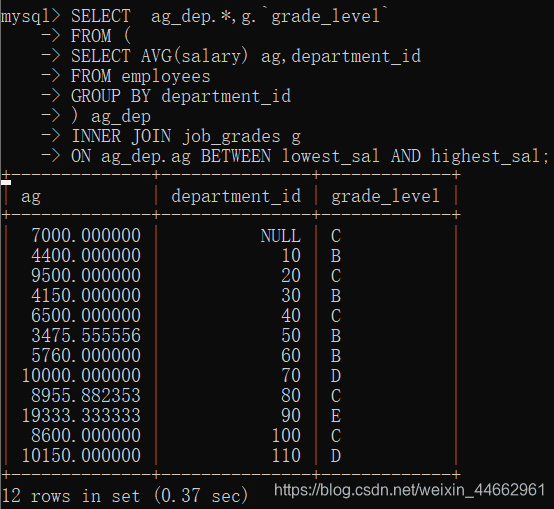 mysql> SELECT  ag_dep.*,g.`grade_level`
    -> FROM (
    -> SELECT AVG(salary) ag,department_id
    -> FROM employees
    -> GROUP BY department_id
    -> ) ag_dep
    -> INNER JOIN job_grades g
    -> ON ag_dep.ag BETWEEN lowest_sal AND highest_sal;
+--------------+---------------+-------------+
| ag           | department_id | grade_level |
+--------------+---------------+-------------+
|  7000.000000 |          NULL | C           |
|  4400.000000 |            10 | B           |
|  9500.000000 |            20 | C           |
|  4150.000000 |            30 | B           |
|  6500.000000 |            40 | C           |
|  3475.555556 |            50 | B           |
|  5760.000000 |            60 | B           |
| 10000.000000 |            70 | D           |
|  8955.882353 |            80 | C           |
| 19333.333333 |            90 | E           |
|  8600.000000 |           100 | C           |
| 10150.000000 |           110 | D           |
+--------------+---------------+-------------+
12 rows in set (0.37 sec)
https://blog.csdn.net/weixin_44662961